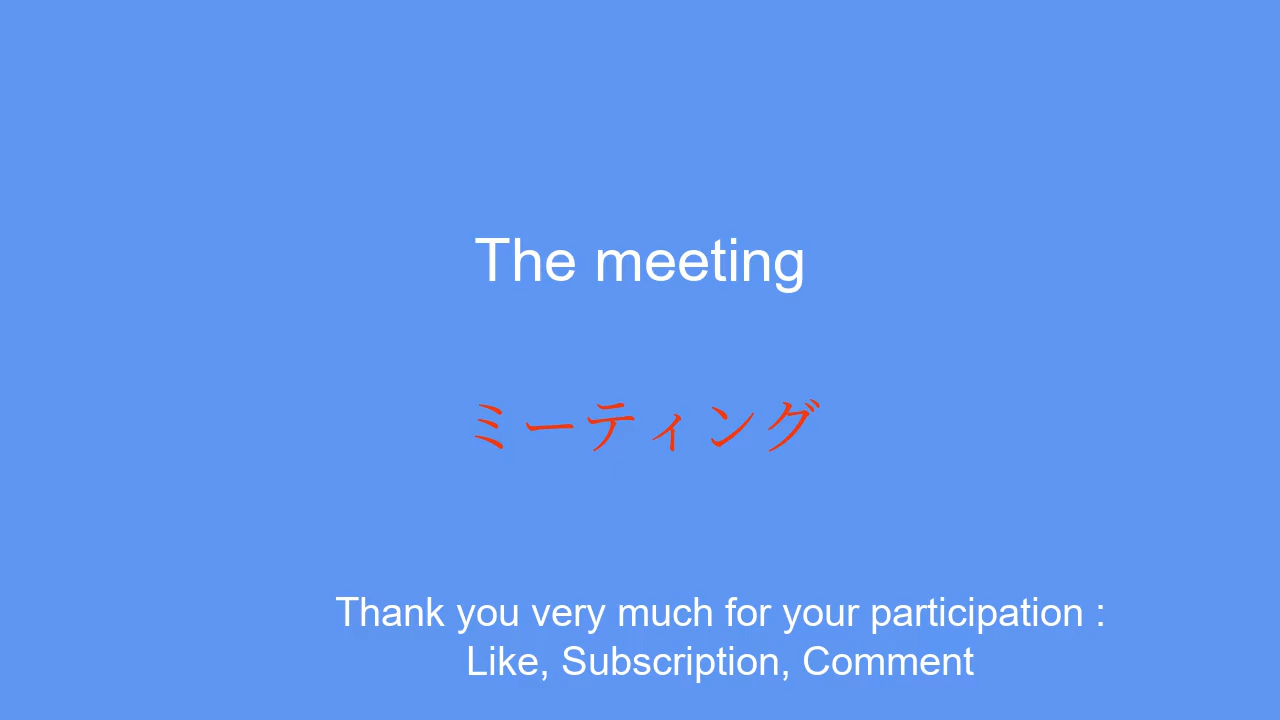 The meeting
ミーティング
Thank you very much for your participation :
Like, Subscription, Comment